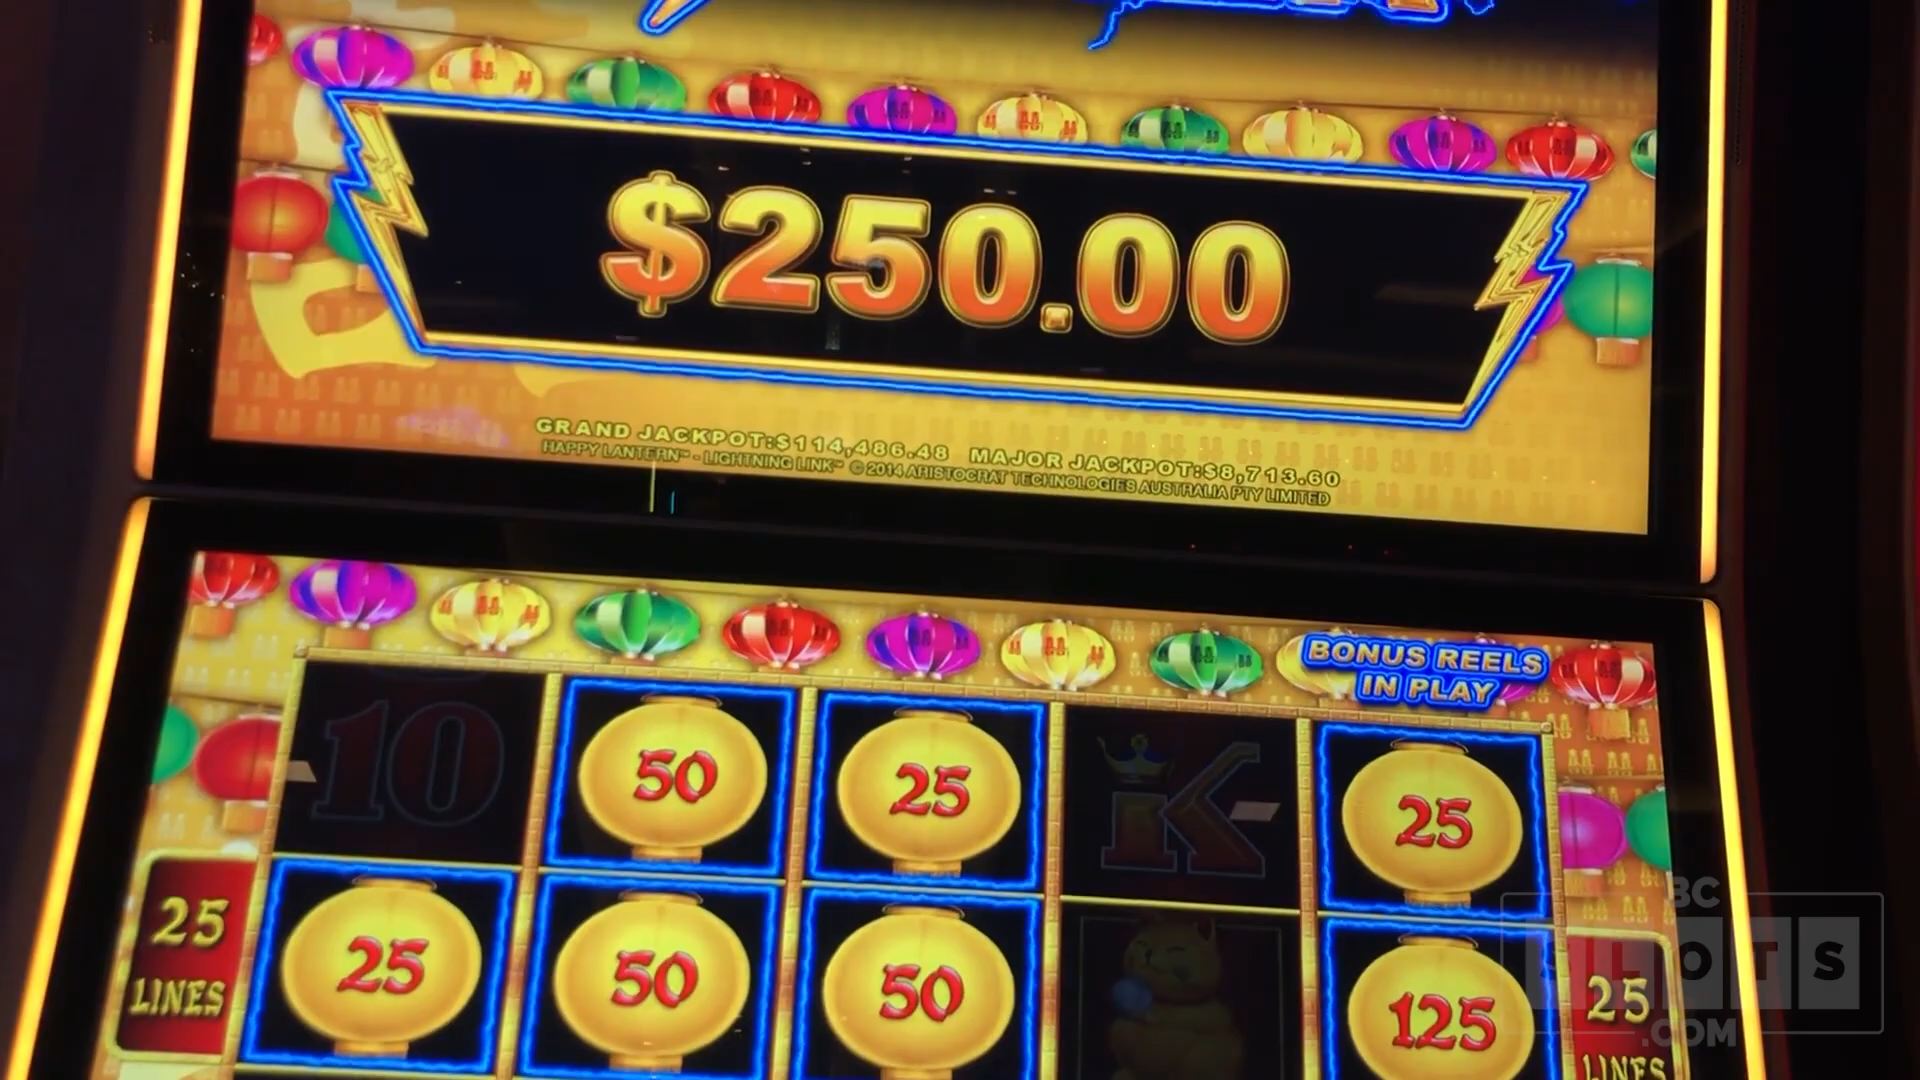 $250.00
GRAND JACKPOT:$114,486.48 MAJOR JACKPOT:$8,713.60
HAPPY LANTERN™ - LIGHTNING LINK™ © 2014 ARISTOCRAT TECHNOLOGIES AUSTRALIA PTY LIMITED
BONUS REELS
IN PLAY
10
50
25
K
25
25
LINES
25
50
50
125
25
LINES
BC
SLOTS
.COM